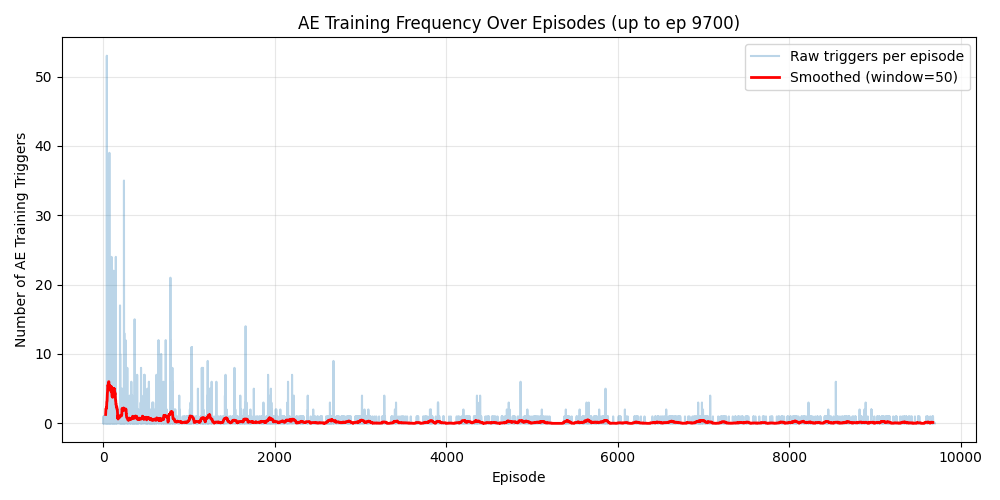 AE Training Frequency Over Episodes (up to ep 9700)
Raw triggers per episode
Smoothed (window=50)
Number of AE Training Triggers
50
40
30
20
10
0
0 2000 4000 6000 8000 10000
Episode